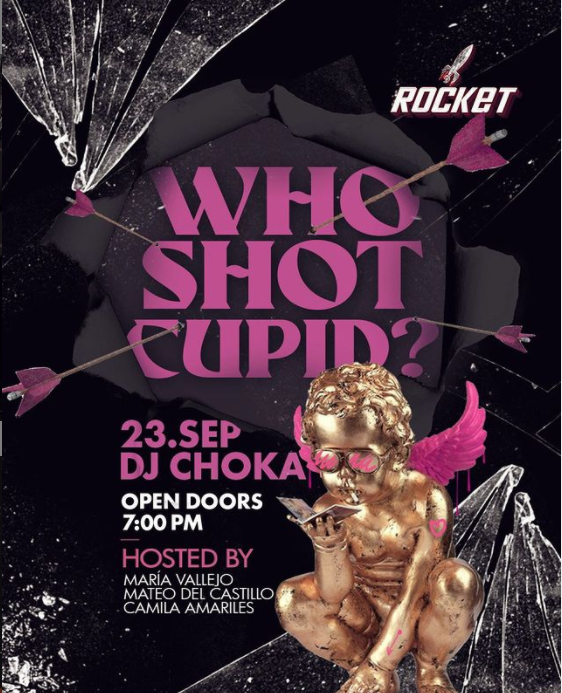 ROCKET
WHO
SHOT
CUPID?
23.SEP
DJ CHOKA
OPEN DOORS
7:00 PM
HOSTED BY
MARÍA VALLEJO
MATEO DEL CASTILLO
CAMILA AMARILES